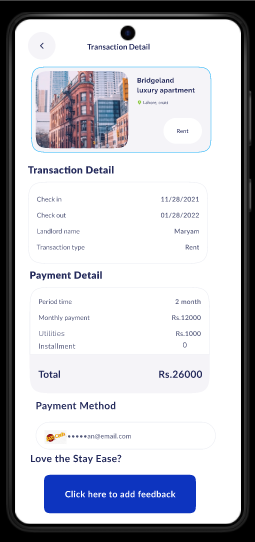 Transaction Detail
Bridgeland
luxury apartment
Rent
Transaction Detail
Check in 11/28/2021
Check out 01/28/2022
Landlord name Maryam
Transaction type Rent
Payment Detail
Period time 2 month
Monthly payment Rs.12000
Utilities Rs.1000
Installment 0
Total Rs.26000
Payment Method
•••••an@email.com
Love the Stay Ease?
Click here to add feedback